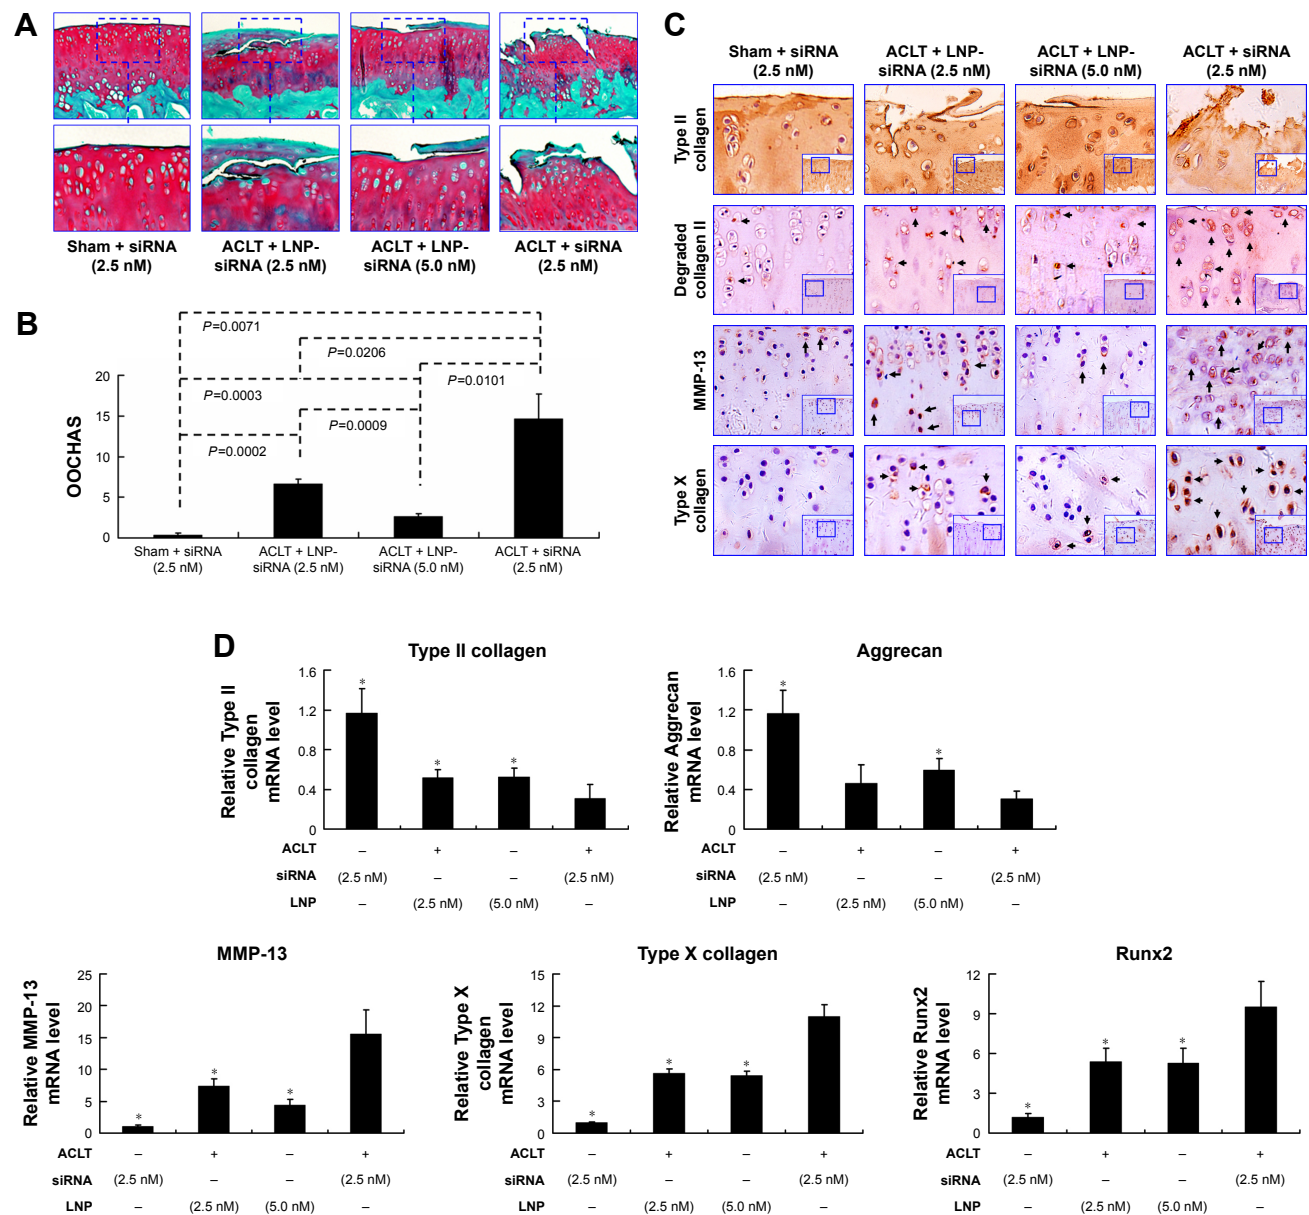 A
Sham + siRNA
(2.5 nM)
ACLT + LNP-
siRNA (2.5 nM)
ACLT + LNP-
siRNA (5.0 nM)
ACLT + siRNA
(2.5 nM)
B
P=0.0071
P=0.0206
P=0.0101
P=0.0003
P=0.0009
P=0.0002
OOCHAS
20
15
10
5
0
Sham + siRNA
(2.5 nM)
ACLT + LNP-
siRNA (2.5 nM)
ACLT + LNP-
siRNA (5.0 nM)
ACLT + siRNA
(2.5 nM)
C
Sham + siRNA
(2.5 nM)
ACLT + LNP-
siRNA (2.5 nM)
ACLT + LNP-
siRNA (5.0 nM)
ACLT + siRNA
(2.5 nM)
Type II
collagen
Degraded
collagen II
MMP-13
Type X
collagen
D
Type II collagen
Relative Type II
collagen
mRNA level
1.6
1.2
0.8
0.4
0
* * *
ACLT – + – +
siRNA (2.5 nM) – – (2.5 nM)
LNP – (2.5 nM) (5.0 nM) –
Aggrecan
Relative Aggrecan
mRNA level
1.6
1.2
0.8
0.4
0
* *
ACLT – + – +
siRNA (2.5 nM) – – (2.5 nM)
LNP – (2.5 nM) (5.0 nM) –
MMP-13
Relative MMP-13
mRNA level
25
20
15
10
5
0
* * *
ACLT – + – +
siRNA (2.5 nM) – – (2.5 nM)
LNP – (2.5 nM) (5.0 nM) –
Type X collagen
Relative Type X
collagen
mRNA level
15
12
9
6
3
0
* * *
ACLT – + – +
siRNA (2.5 nM) – – (2.5 nM)
LNP – (2.5 nM) (5.0 nM) –
Runx2
Relative Runx2
mRNA level
12
9
6
3
0
* * *
ACLT – + – +
siRNA (2.5 nM) – – (2.5 nM)
LNP – (2.5 nM) (5.0 nM) –